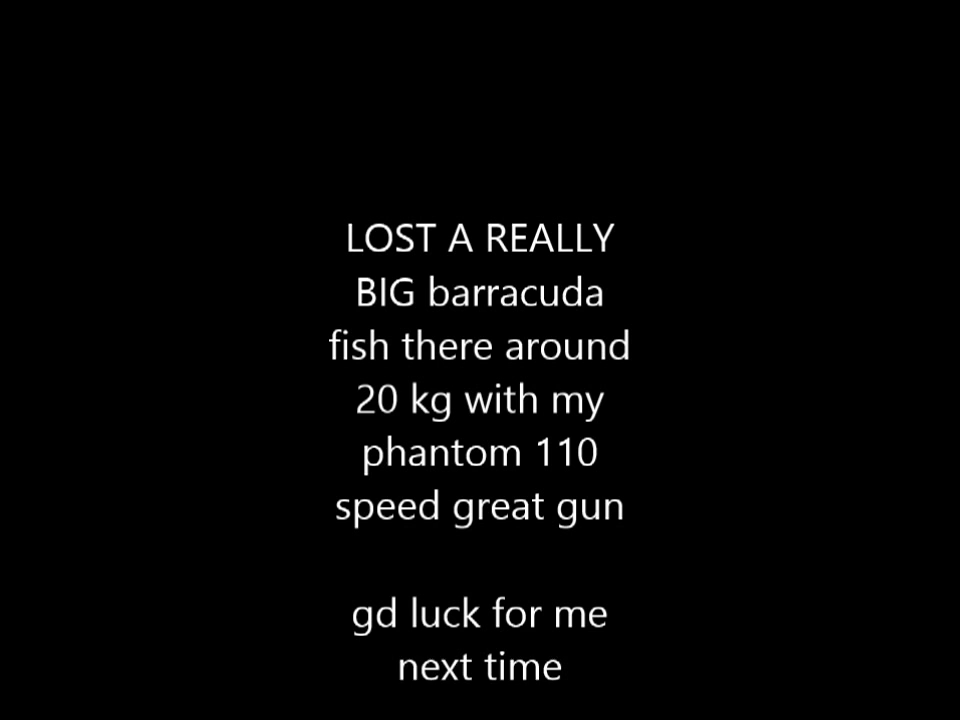 LOST A REALLY
BIG barracuda
fish there around
20 kg with my
phantom 110
speed great gun
gd luck for me
next time